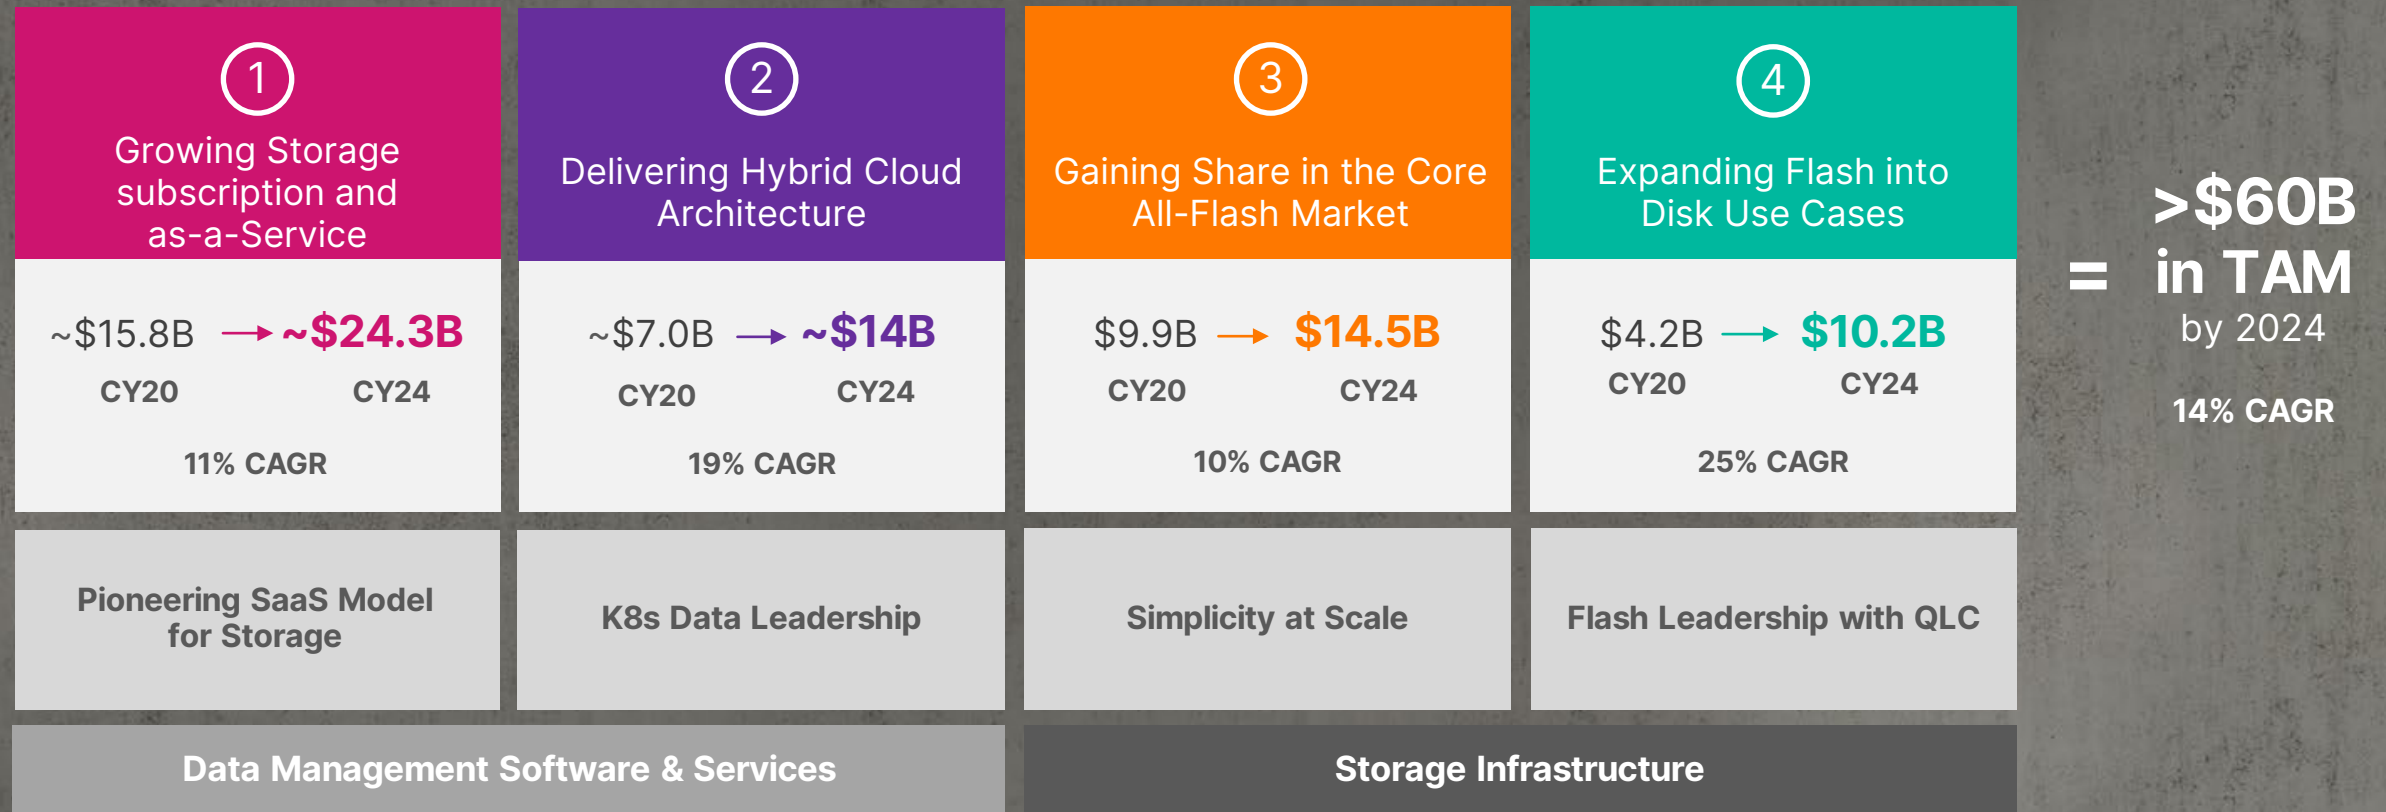 1
Growing Storage
subscription and
as-a-Service
~$15.8B → ~$24.3B
CY20 CY24
11% CAGR
Pioneering SaaS Model
for Storage
2
Delivering Hybrid Cloud
Architecture
~$7.0B → ~$14B
CY20 CY24
19% CAGR
K8s Data Leadership
Data Management Software & Services
3
Gaining Share in the Core
All-Flash Market
$9.9B → $14.5B
CY20 CY24
10% CAGR
Simplicity at Scale
4
Expanding Flash into
Disk Use Cases
$4.2B → $10.2B
CY20 CY24
25% CAGR
Flash Leadership with QLC
Storage Infrastructure
=
>$60B
in TAM
by 2024
14% CAGR